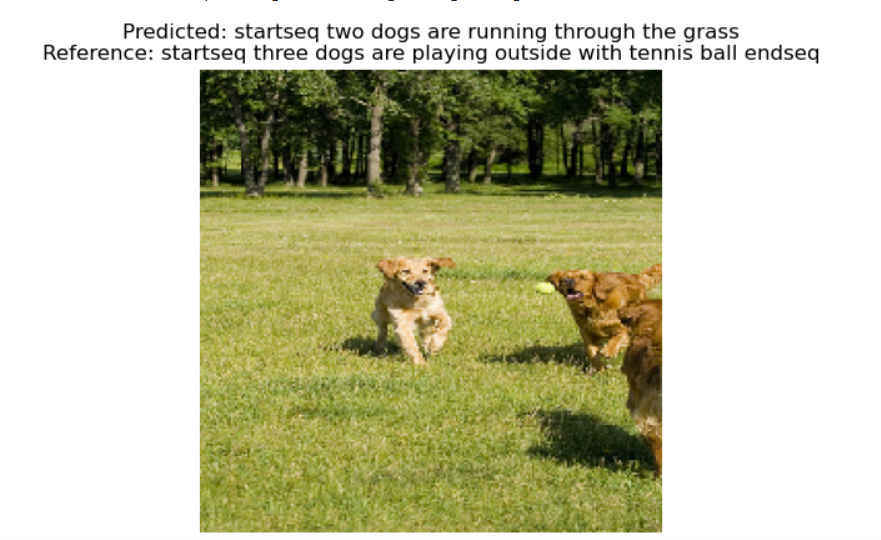 Predicted: startseq two dogs are running through the grass
Reference: startseq three dogs are playing outside with tennis ball endseq